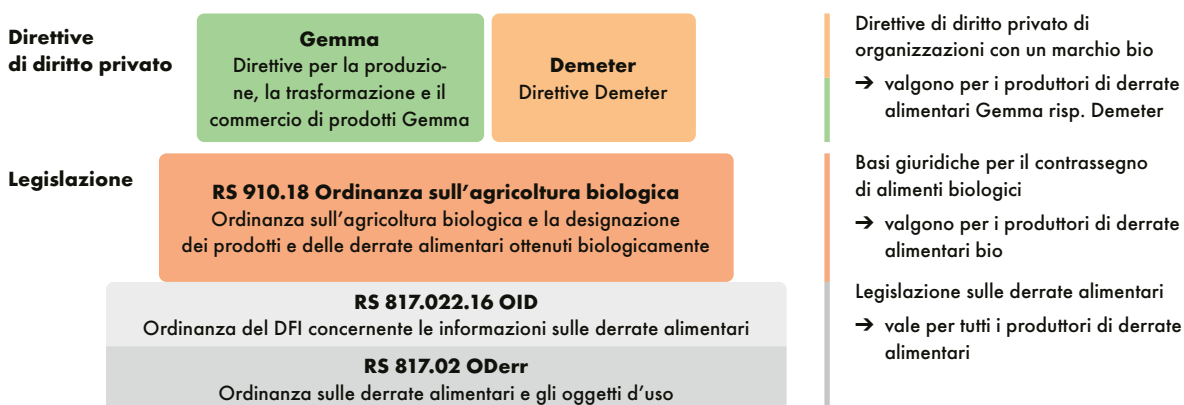 Direttive
di diritto privato
Gemma
Direttive per la produzio-
ne, la trasformazione e il
commercio di prodotti Gemma
Demeter
Direttive Demeter
Direttive di diritto privato di
organizzazioni con un marchio bio
➔ valgono per i produttori di derrate
alimentari Gemma risp. Demeter
Legislazione
RS 910.18 Ordinanza sull’agricoltura biologica
Ordinanza sull’agricoltura biologica e la designazione
dei prodotti e delle derrate alimentari ottenuti biologicamente
Basi giuridiche per il contrassegno
di alimenti biologici
➔ valgono per i produttori di derrate
alimentari bio
RS 817.022.16 OID
Ordinanza del DFI concernente le informazioni sulle derrate alimentari
RS 817.02 ODerr
Ordinanza sulle derrate alimentari e gli oggetti d’uso
Legislazione sulle derrate alimentari
➔ vale per tutti i produttori di derrate
alimentari